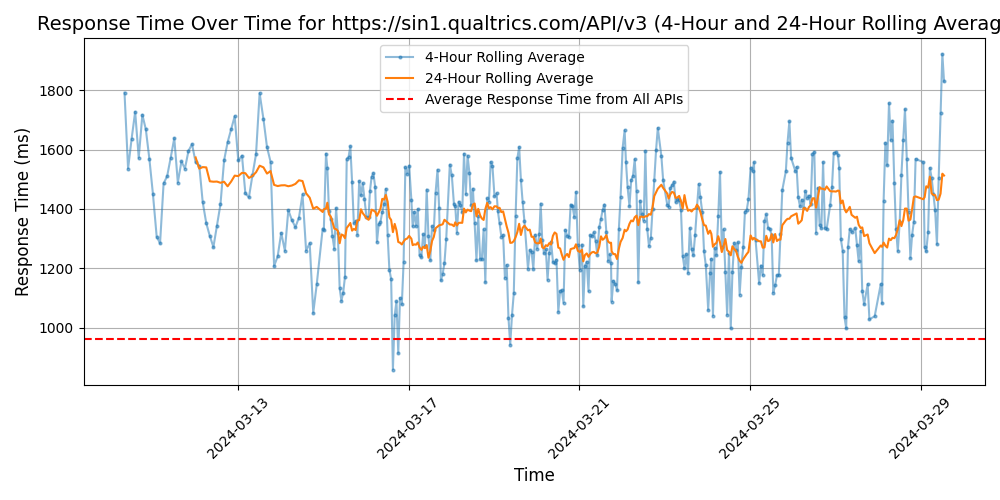 Response Time Over Time for https://sin1.qualtrics.com/API/v3 (4-Hour and 24-Hour Rolling Averag
4-Hour Rolling Average
24-Hour Rolling Average
Average Response Time from All APIs
Response Time (ms)
1800
1600
1400
1200
1000
2024-03-13
2024-03-17
2024-03-21
2024-03-25
2024-03-29
Time